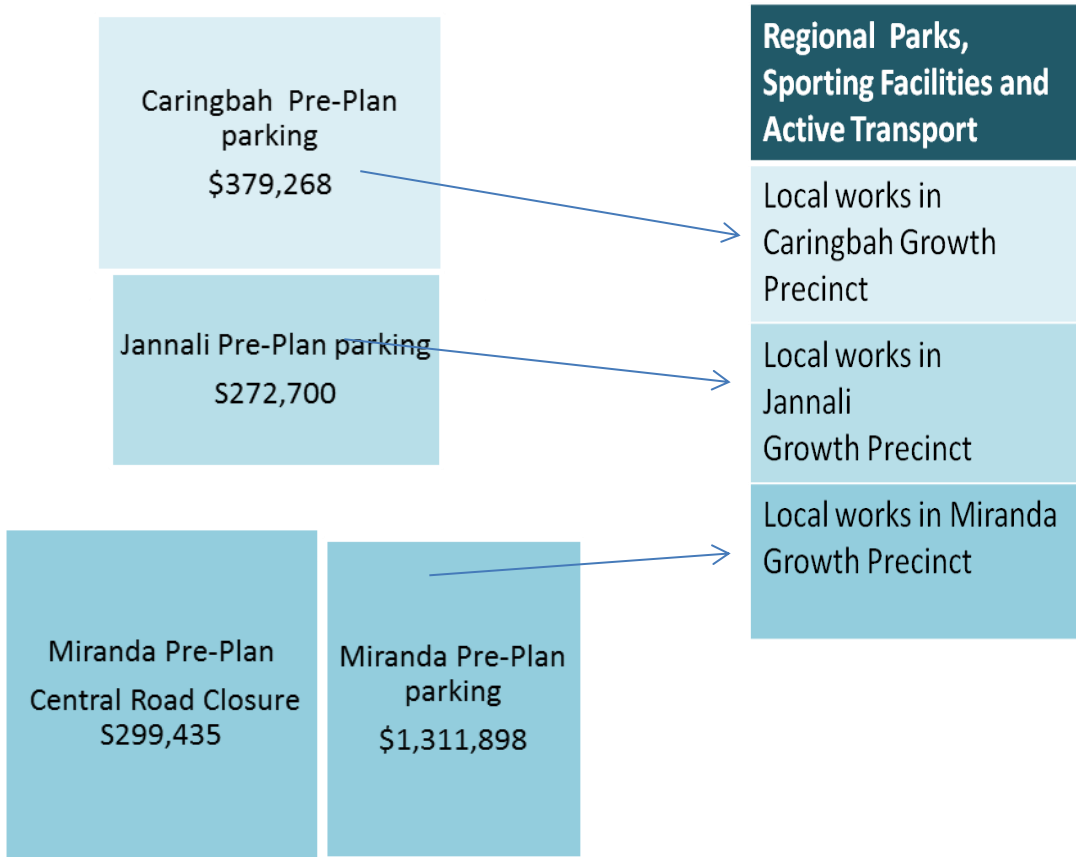 Caringbah Pre-Plan
parking
$379,268
Jannali Pre-Plan parking
S272,700
Miranda Pre-Plan
Central Road Closure
S299,435
Miranda Pre-Plan
parking
$1,311,898
Regional Parks,
Sporting Facilities and
Active Transport
Local works in
Caringbah Growth
Precinct
Local works in
Jannali
Growth Precinct
Local works in Miranda
Growth Precinct